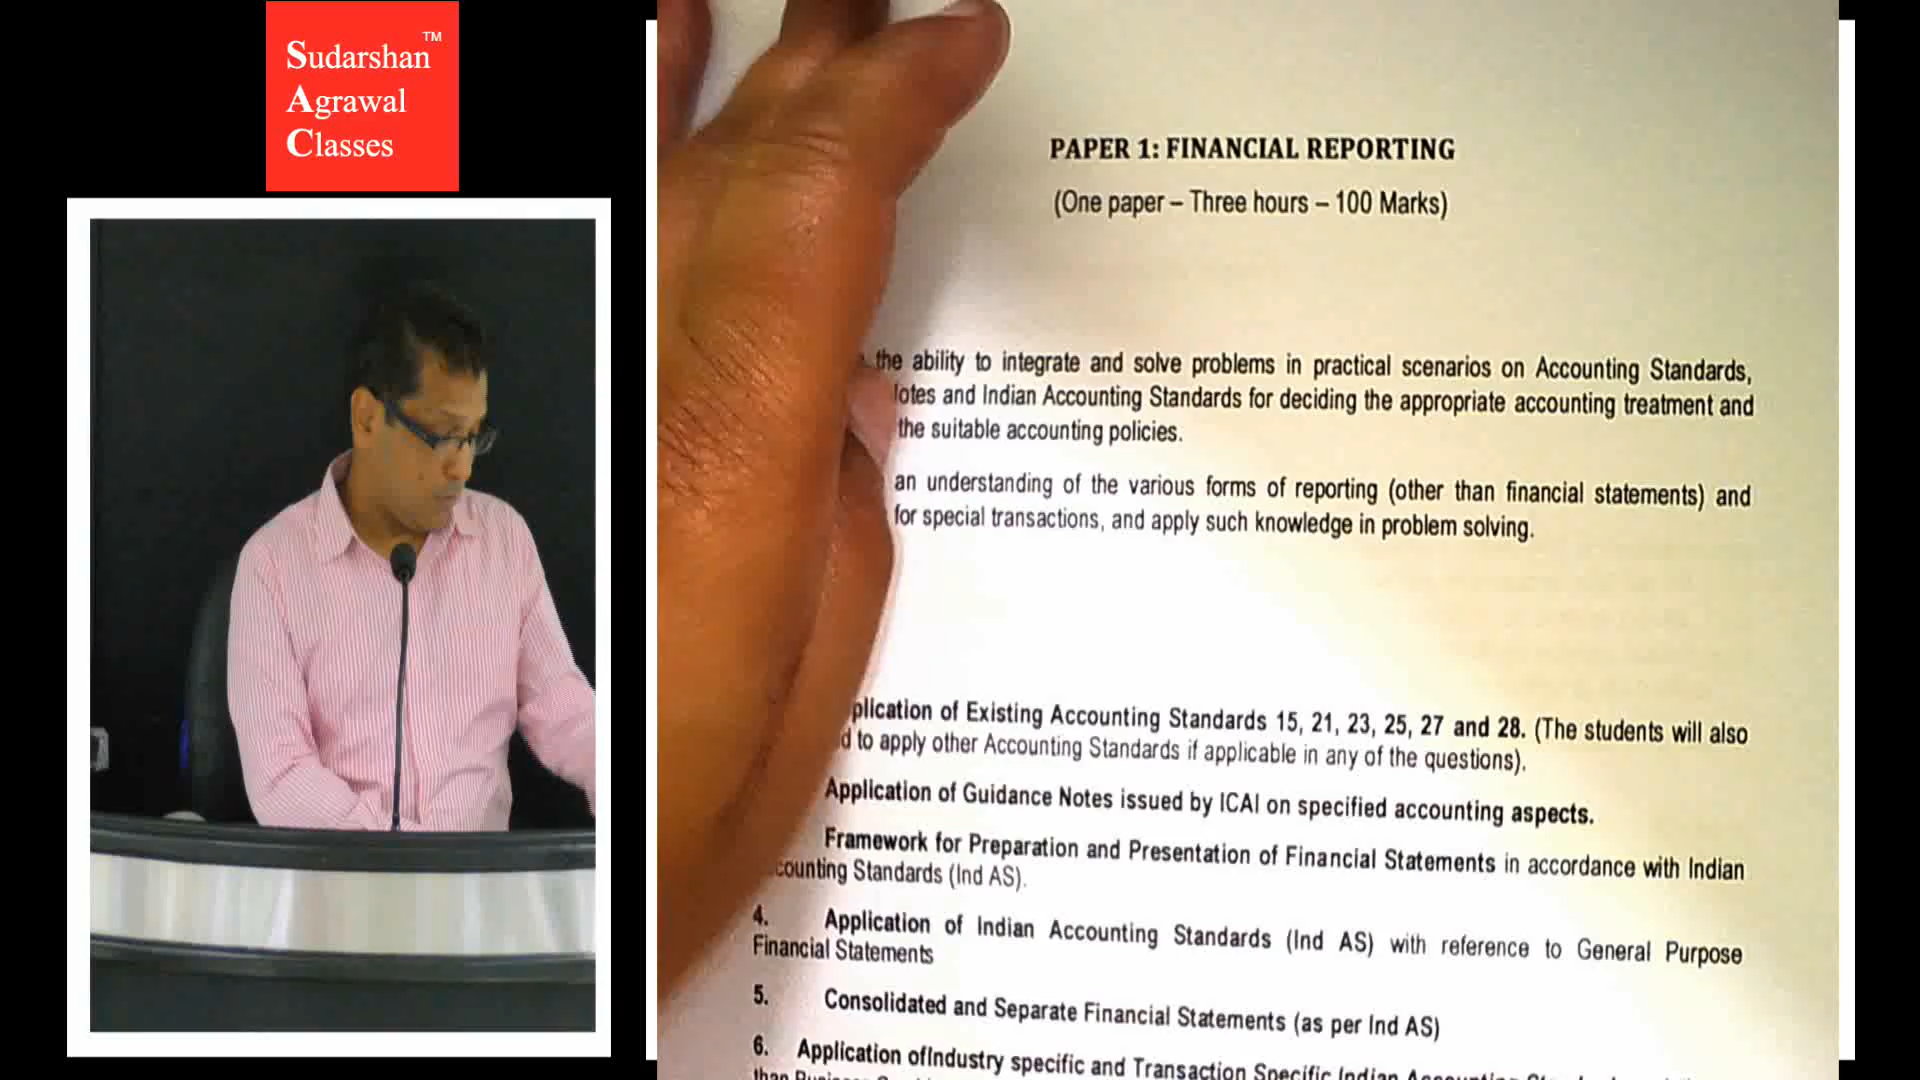 Sudarshan™
Agrawal
Classes
PAPER 1: FINANCIAL REPORTING
(One paper – Three hours – 100 Marks)
the ability to integrate and solve problems in practical scenarios on Accounting Standards,
and Indian Accounting Standards for deciding the appropriate accounting treatment and
the suitable accounting policies.
an understanding of the various forms of reporting (other than financial statements) and
for special transactions, and apply such knowledge in problem solving.
plication of Existing Accounting Standards 15, 21, 23, 25, 27 and 28. (The students will also
d to apply other Accounting Standards if applicable in any of the questions).
Application of Guidance Notes issued by ICAI on specified accounting aspects.
Framework for Preparation and Presentation of Financial Statements in accordance with Indian
counting Standards (Ind AS).
4. Application of Indian Accounting Standards (Ind AS) with reference to General Purpose
Financial Statements
5. Consolidated and Separate Financial Statements (as per Ind AS)
6. Application ofIndustry specific and Transaction Specific Indian